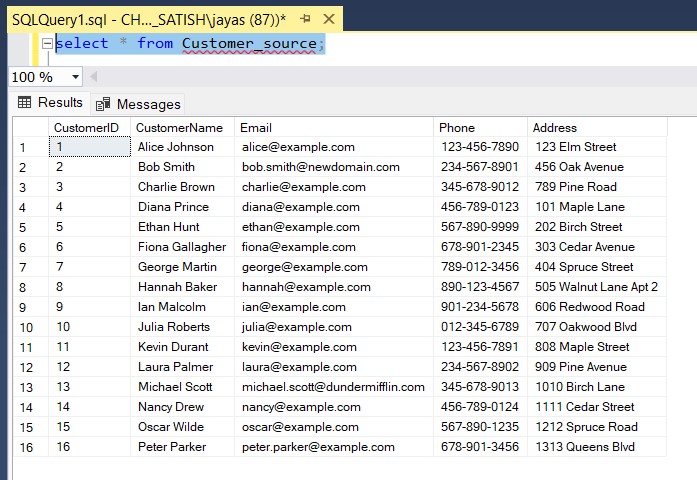 SQLQuery1.sql - CH..._SATISH\jayas (87))*
select * from Customer_source;
100 %
Results Messages
CustomerID CustomerName Email Phone Address
1 1 Alice Johnson alice@example.com 123-456-7890 123 Elm Street
2 2 Bob Smith bob.smith@newdomain.com 234-567-8901 456 Oak Avenue
3 3 Charlie Brown charlie@example.com 345-678-9012 789 Pine Road
4 4 Diana Prince diana@example.com 456-789-0123 101 Maple Lane
5 5 Ethan Hunt ethan@example.com 567-890-9999 202 Birch Street
6 6 Fiona Gallagher fiona@example.com 678-901-2345 303 Cedar Avenue
7 7 George Martin george@example.com 789-012-3456 404 Spruce Street
8 8 Hannah Baker hannah@example.com 890-123-4567 505 Walnut Lane Apt 2
9 9 Ian Malcolm ian@example.com 901-234-5678 606 Redwood Road
10 10 Julia Roberts julia@example.com 012-345-6789 707 Oakwood Blvd
11 11 Kevin Durant kevin@example.com 123-456-7891 808 Maple Street
12 12 Laura Palmer laura@example.com 234-567-8902 909 Pine Avenue
13 13 Michael Scott michael.scott@dundermifflin.com 345-678-9013 1010 Birch Lane
14 14 Nancy Drew nancy@example.com 456-789-0124 1111 Cedar Street
15 15 Oscar Wilde oscar@example.com 567-890-1235 1212 Spruce Road
16 16 Peter Parker peter.parker@example.com 678-901-3456 1313 Queens Blvd